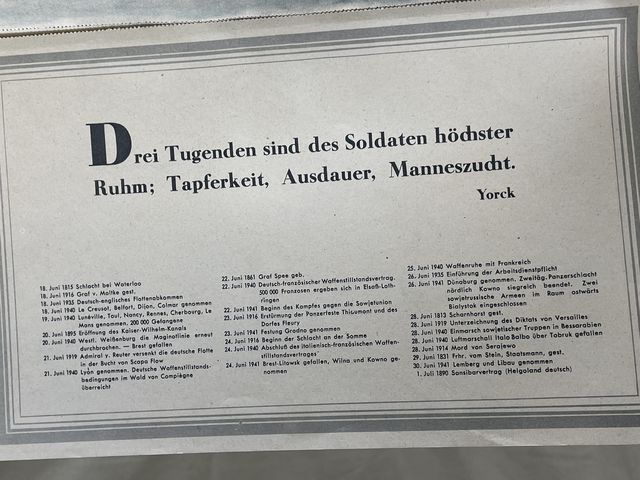 Drei Tugenden sind des Soldaten höchster
Ruhm; Tapferkeit, Ausdauer, Manneszucht.
Yorck
18. Juni 1815 Schlacht bei Waterloo
18. Juni 1916 Graf v. Moltke gest.
18. Juni 1935 Deutsch-englisches Flottenabkommen
18. Juni 1940 Le Creusot, Belfort, Dijon, Colmar genommen
19. Juni 1940 Lunéville, Toul, Nancy, Rennes, Cherbourg, Le
Mans genommen, 200 000 Gefangene
20. Juni 1895 Eröffnung des Kaiser-Wilhelm-Kanals
20. Juni 1940 Westl. Weißenburg die Maginotlinie erneut
durchbrochen. — Brest gefallen
21. Juni 1919 Admiral v. Reuter versenkt die deutsche Flotte
in der Bucht von Scapa Flow
21. Juni 1940 Lyon genommen. Deutsche Waffenstillstands-
bedingungen im Wald von Compiègne
überreicht
22. Juni 1861 Graf Spee geb.
22. Juni 1940 Deutsch-französischer Waffenstillstandsvertrag.
500 000 Franzosen ergeben sich in Elsaß-Loth-
ringen
22. Juni 1941 Beginn des Kampfes gegen die Sowjetunion
23. Juni 1916 Erstürmung der Panzerfeste Thiaumont und des
Dorfes Fleury
23. Juni 1941 Festung Grodno genommen
24. Juni 1916 Beginn der Schlacht an der Somme
24. Juni 1940 Abschluß des italienisch-französischen Waffen-
stillstandsvertrages
24. Juni 1941 Brest-Litowsk gefallen, Wilna und Kowno ge-
nommen
25. Juni 1940 Waffenruhe mit Frankreich
26. Juni 1935 Einführung der Arbeitsdienstpflicht
26. Juni 1941 Dünaburg genommen. Zweitäg. Panzerschlacht
nördlich Kowno siegreich beendet. Zwei
sowjetrussische Armeen im Raum ostwärts
Bialystok eingeschlossen
28. Juni 1813 Scharnhorst gest.
28. Juni 1919 Unterzeichnung des Diktats von Versailles
28. Juni 1940 Einmarsch sowjetischer Truppen in Bessarabien
28. Juni 1940 Luftmarschall Italo Balbo über Tobruk gefallen
28. Juni 1914 Mord von Serajewo
29. Juni 1831 Frhr. vom Stein, Staatsmann, gest.
30. Juni 1941 Lemberg und Libau genommen
1. Juli 1890 Sansibarvertrag (Helgoland deutsch)